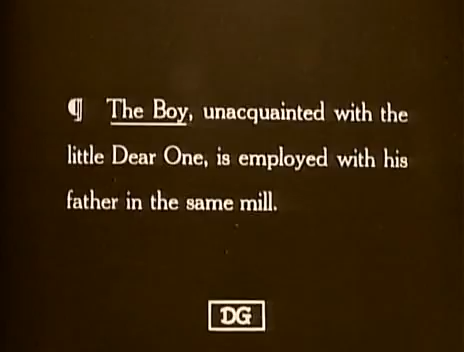 ¶ The Boy, unacquainted with the
little Dear One, is employed with his
father in the same mill.
DG